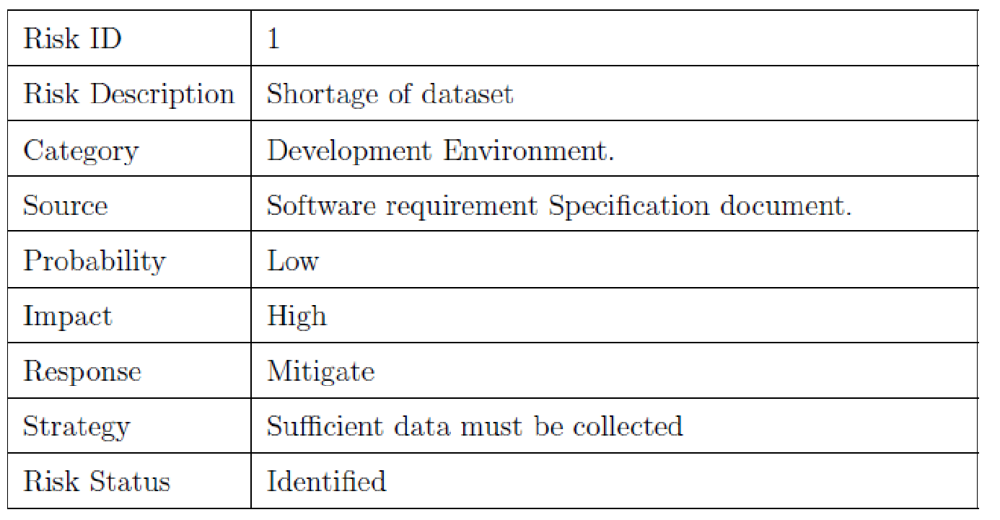 Risk ID 1
Risk Description Shortage of dataset
Category Development Environment.
Source Software requirement Specification document.
Probability Low
Impact High
Response Mitigate
Strategy Sufficient data must be collected
Risk Status Identified